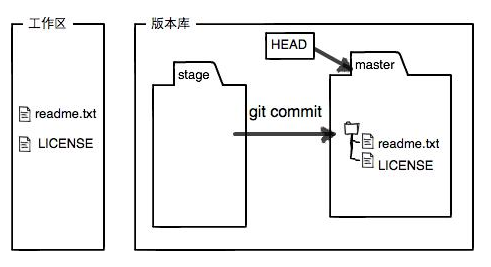 工作区
readme.txt
LICENSE
版本库
stage
git commit
HEAD
master
readme.txt
LICENSE